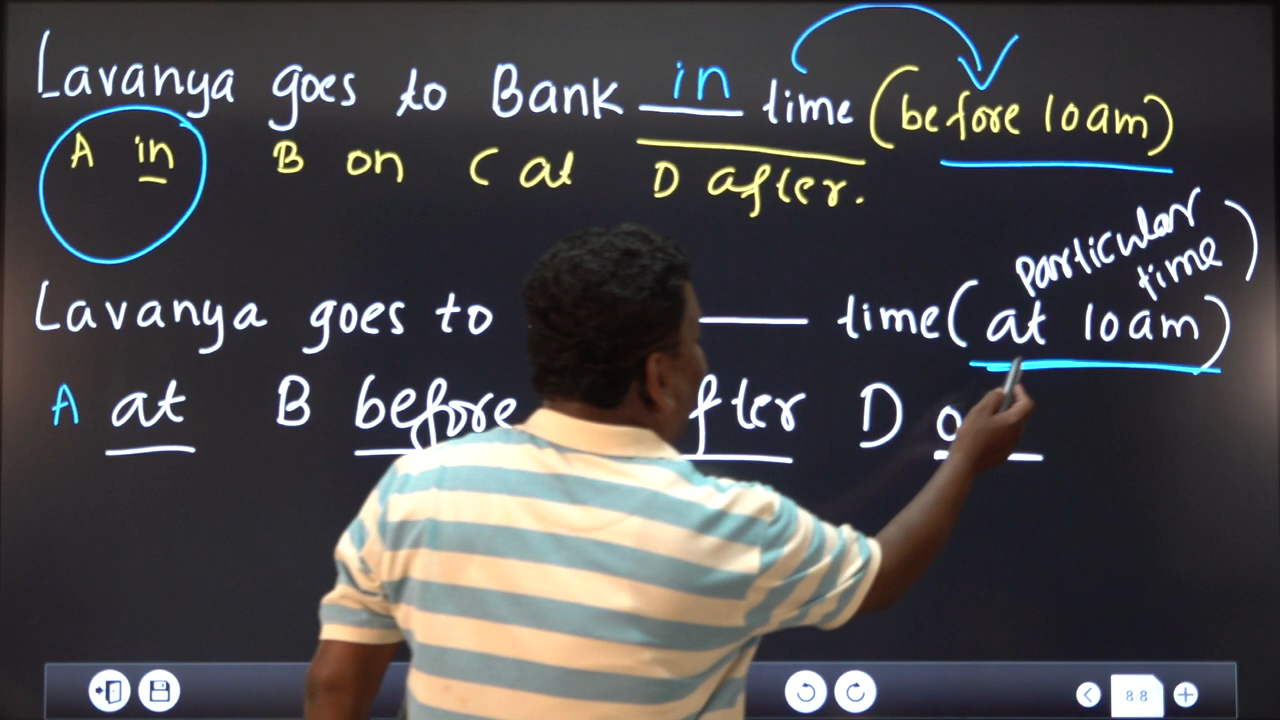 Lavanya goes to Bank in time (before 10am)
A in B on C at D after.
Particular time)
Lavanya goes to time (at 10am)
A at B before fter D
88